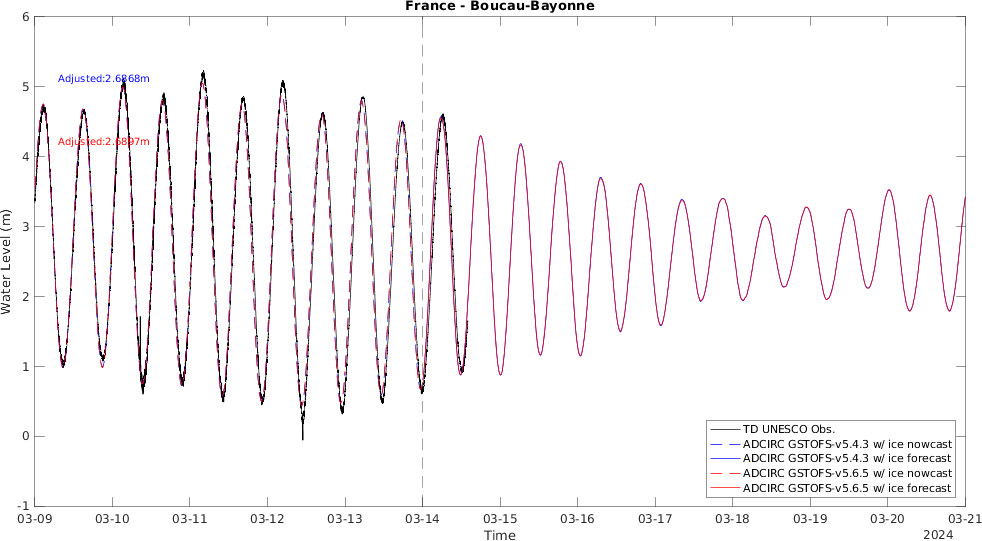 France - Boucau-Bayonne
6
5
4
3
2
1
0
-1
Water Level (m)
Adjusted:2.6868m
Adjusted:2.6897m
TD UNESCO Obs.
ADCIRC GSTOFS-v5.4.3 w/ ice nowcast
ADCIRC GSTOFS-v5.4.3 w/ ice forecast
ADCIRC GSTOFS-v5.6.5 w/ ice nowcast
ADCIRC GSTOFS-v5.6.5 w/ ice forecast
03-09 03-10 03-11 03-12 03-13 03-14 03-15 03-16 03-17 03-18 03-19 03-20 03-21
Time
2024